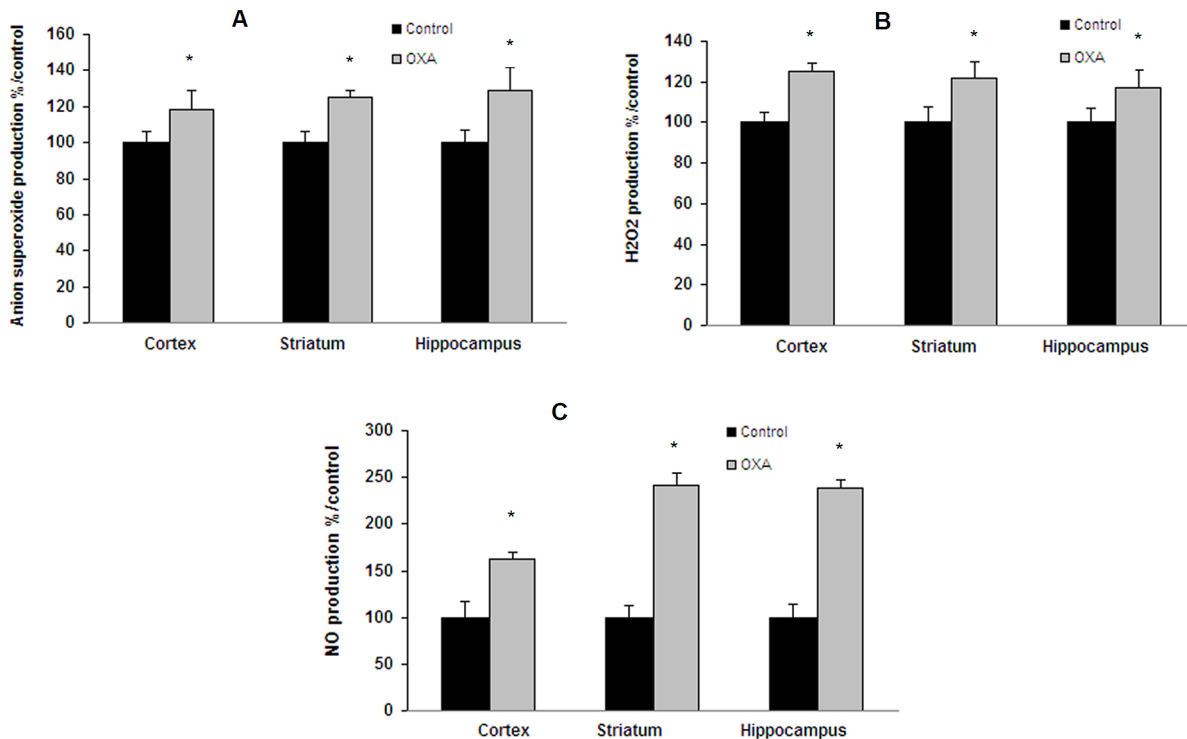 A
Anion superoxide production %/control
160
140
120
100
80
60
40
20
0
Control
OXA
*
*
*
Cortex
Striatum
Hippocampus
B
H2O2 production %/control
140
120
100
80
60
40
20
0
Control
OXA
*
*
*
Cortex
Striatum
Hippocampus
C
NO production %/control
300
250
200
150
100
50
0
Control
OXA
*
*
*
Cortex
Striatum
Hippocampus